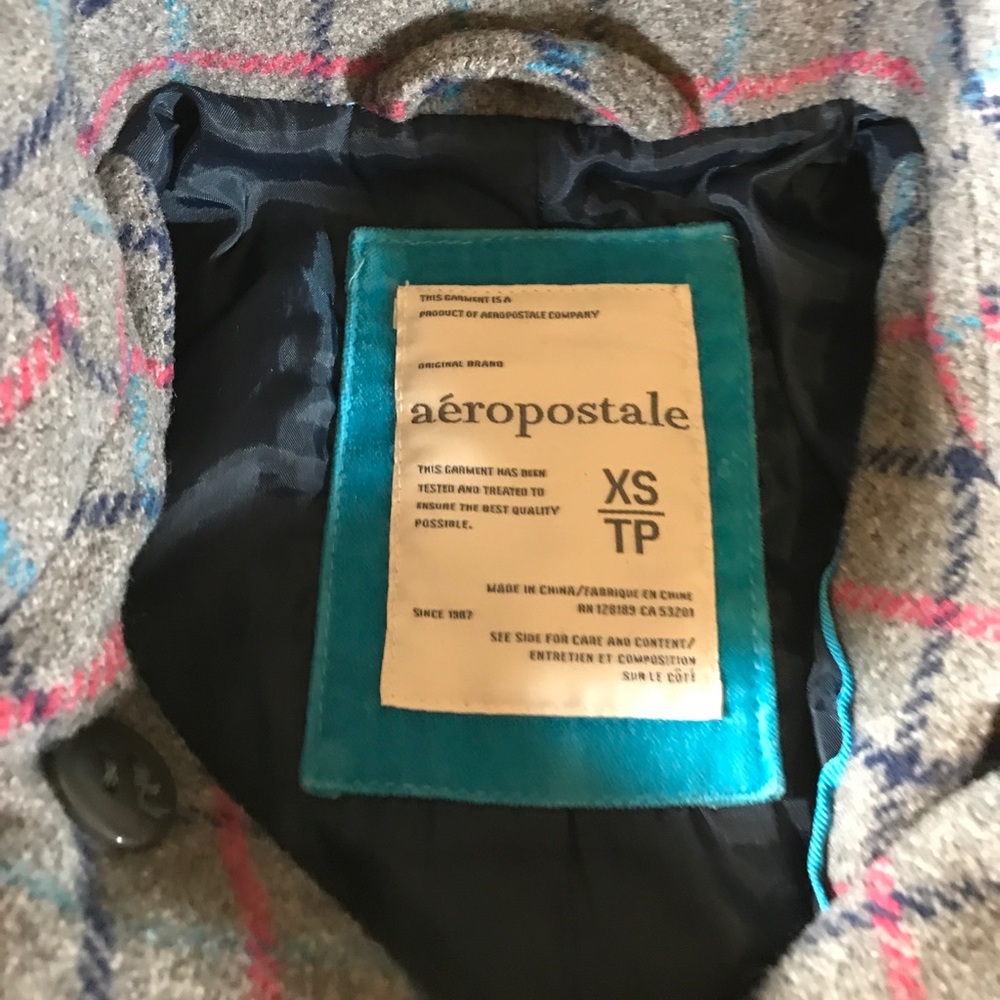 THIS GARMENT IS A
PRODUCT OF AEROPOSTALE COMPANY
ORIGINAL BRAND
aéropostale
THIS GARMENT HAS BEEN
TESTED AND TREATED TO
ENSURE THE BEST QUALITY
POSSIBLE.
XS
TP
MADE IN CHINA/FABRIQUE EN CHINE
RN 128189 CA 53201
SINCE 1987
SEE SIDE FOR CARE AND CONTENT/
ENTRETIEN ET COMPOSITION
SUR LE CÔTÉ